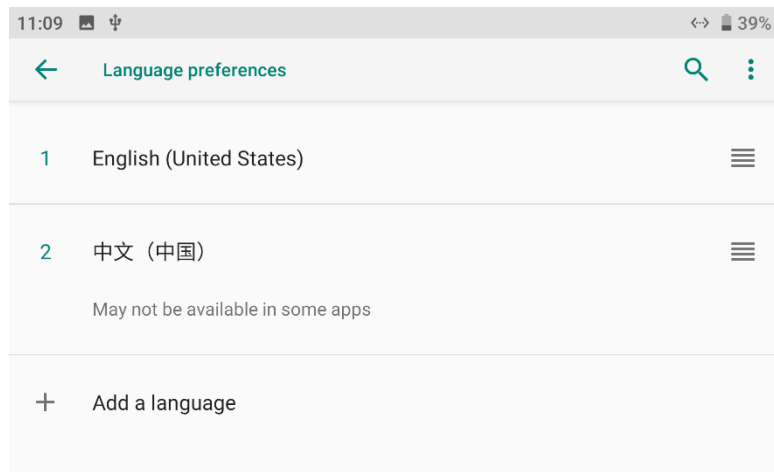 11:09 39%
Language preferences
1 English (United States)
2 中文（中国）
May not be available in some apps
Add a language